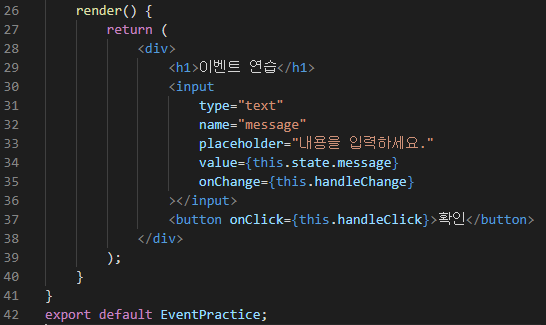 26 render() {
27 return (
28 <div>
29 <h1>이벤트 연습</h1>
30 <input
31 type="text"
32 name="message"
33 placeholder="내용을 입력하세요."
34 value={this.state.message}
35 onChange={this.handleChange}
36 ></input>
37 <button onClick={this.handleClick}>확인</button>
38 </div>
39 );
40 }
41 }
42 export default EventPractice;